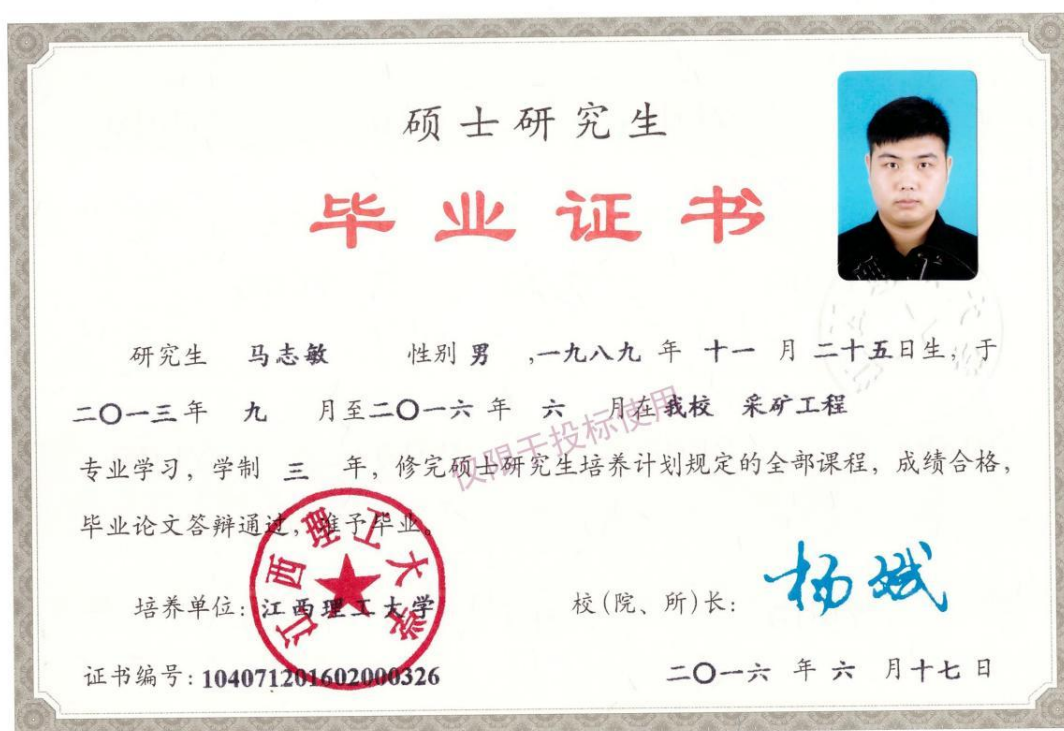 硕士研究生
毕业证书
研究生 马志敏 性别 男 ,一九八九 年 十一 月 二十五日生, 于
二〇一三年 九 月至二〇一六 年 六 月在我校 采矿工程
专业学习, 学制 三 年, 修完硕士研究生培养计划规定的全部课程, 成绩合格,
毕业论文答辩通过, 准予毕业。
仅限于投标使用
江西理工大学
培养单位: 江西理工大学
校(院、所)长: 杨斌
证书编号: 104071201602000326
二〇一六 年 六 月十七 日